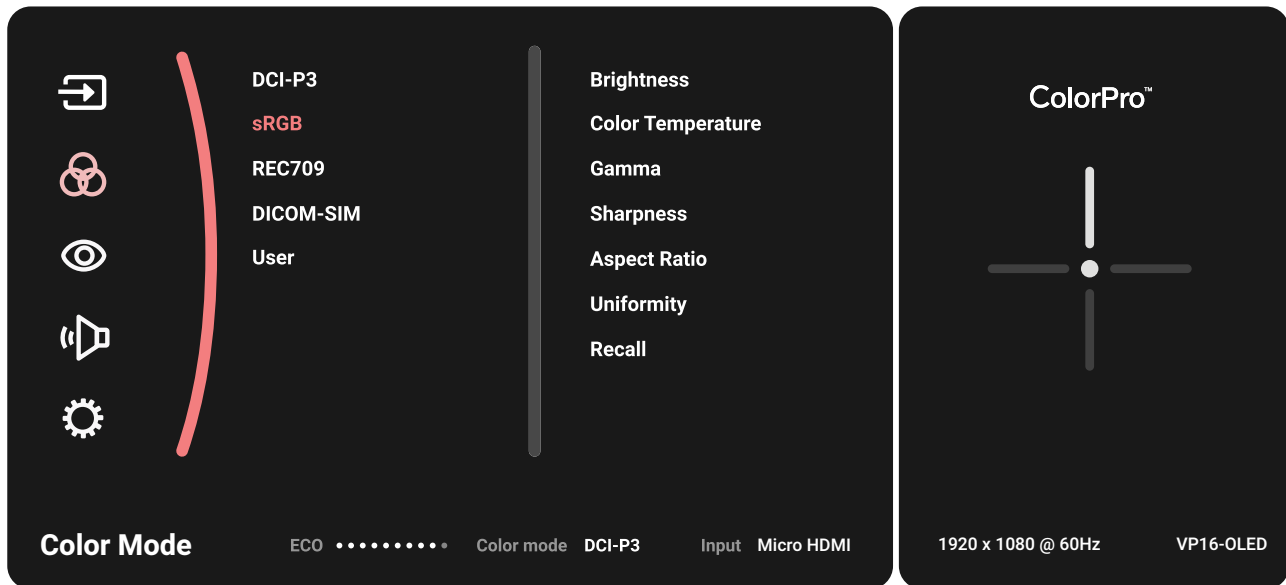 DCI-P3
sRGB
REC709
DICOM-SIM
User
Brightness
Color Temperature
Gamma
Sharpness
Aspect Ratio
Uniformity
Recall
Color Mode
ECO
Color mode DCI-P3
Input Micro HDMI
ColorPro™
1920 x 1080 @ 60Hz
VP16-OLED